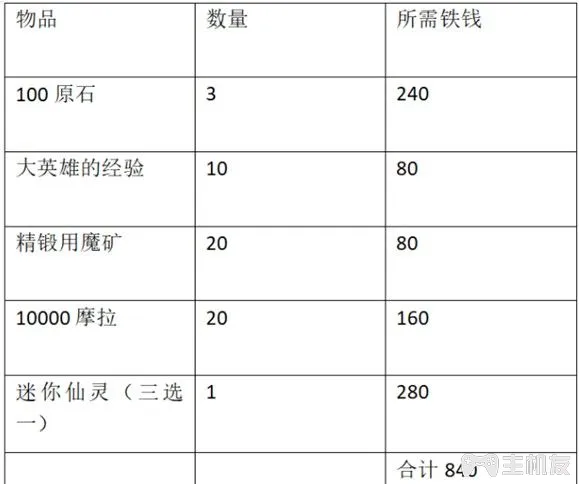 物品 数量 所需铁钱
100 原石 3 240
大英雄的经验 10 80
精锻用魔矿 20 80
10000 摩拉 20 160
迷你仙灵（三选 1 280
一）
合计 840
主机友